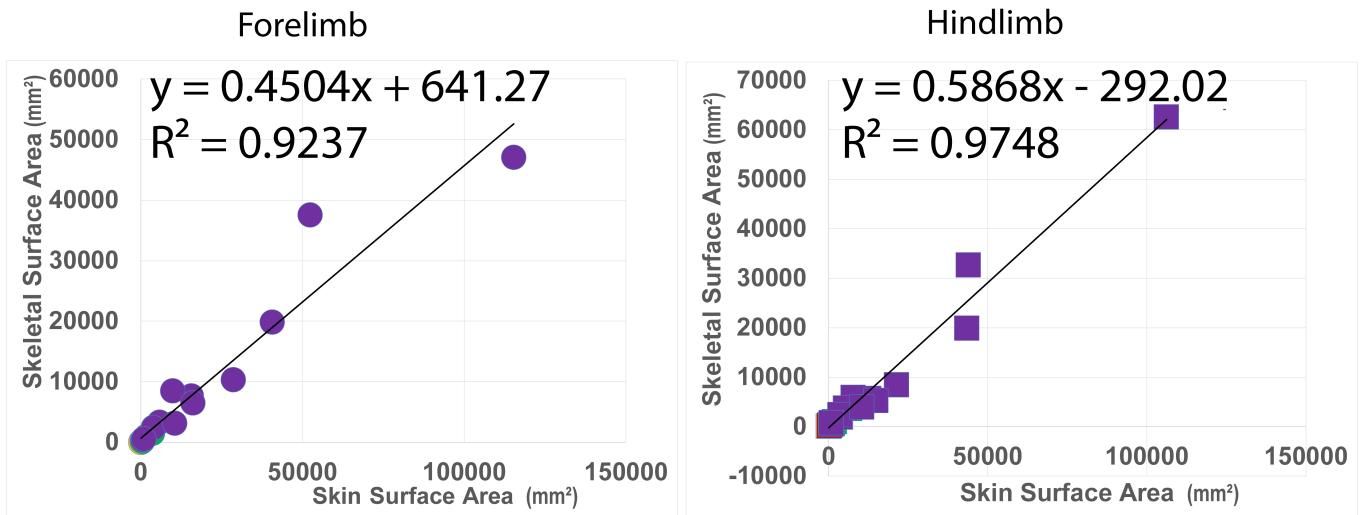 Forelimb
y = 0.4504x + 641.27
R² = 0.9237
Skeletal Surface Area (mm²)
60000
50000
40000
30000
20000
10000
0
0 50000 100000 150000
Skin Surface Area (mm²)
Hindlimb
y = 0.5868x - 292.02
R² = 0.9748
Skeletal Surface Area (mm²)
70000
60000
50000
40000
30000
20000
10000
0
-10000
0 50000 100000 150000
Skin Surface Area (mm²)